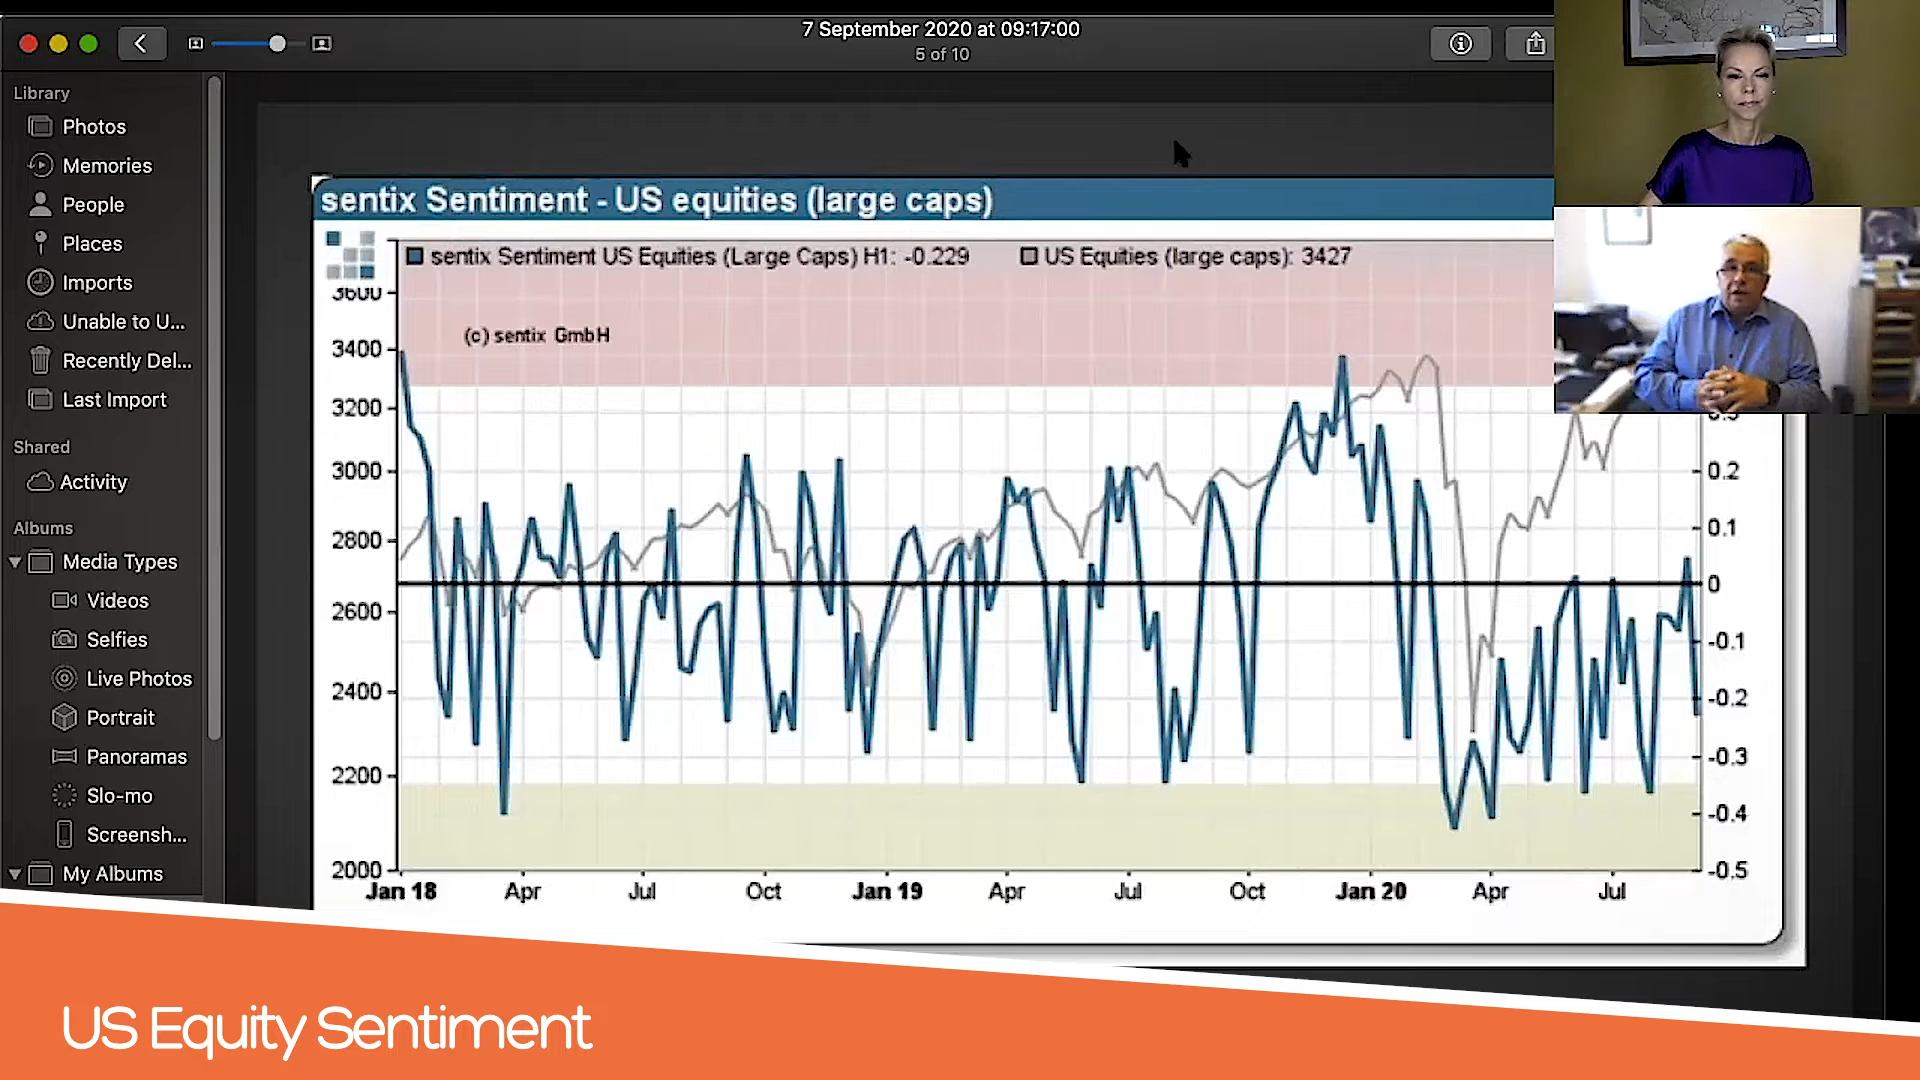 7 September 2020 at 09:17:00
5 of 10
Library
Photos
Memories
People
Places
Imports
Unable to U...
Recently Del...
Last Import
Shared
Activity
Albums
Media Types
Videos
Selfies
Live Photos
Portrait
Panoramas
Slo-mo
Screensh...
My Albums
sentix Sentiment - US equities (large caps)
sentix Sentiment US Equities (Large Caps) H1: -0.229
US Equities (large caps): 3427
(c) sentix GmbH
3600
3400
3200
3000
2800
2600
2400
2200
2000
0.3
0.2
0.1
0
-0.1
-0.2
-0.3
-0.4
-0.5
Jan 18 Apr Jul Oct Jan 19 Apr Jul Oct Jan 20 Apr Jul
US Equity Sentiment